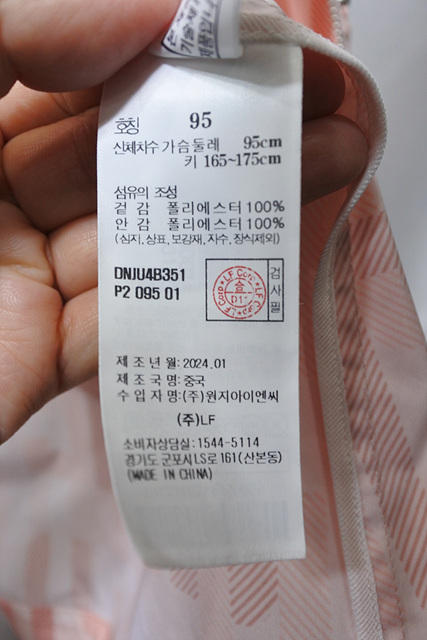 호칭 95
신체치수 가슴둘레 95cm
키 165~175cm
섬유의 조성
겉 감 폴리에스터 100%
안 감 폴리에스터 100%
(심지, 상표, 보강재, 자수, 장식제외)
DNJU4B351
P2 095 01
LF Corp ★ LF Corp ★
검사필
제 조 년 월: 2024.01
제 조 국 명: 중국
수 입 자 명: (주)원지아이엔씨
(주)LF
소비자상담실: 1544-5114
경기도 군포시 LS로 161 (산본동)
(MADE IN CHINA)